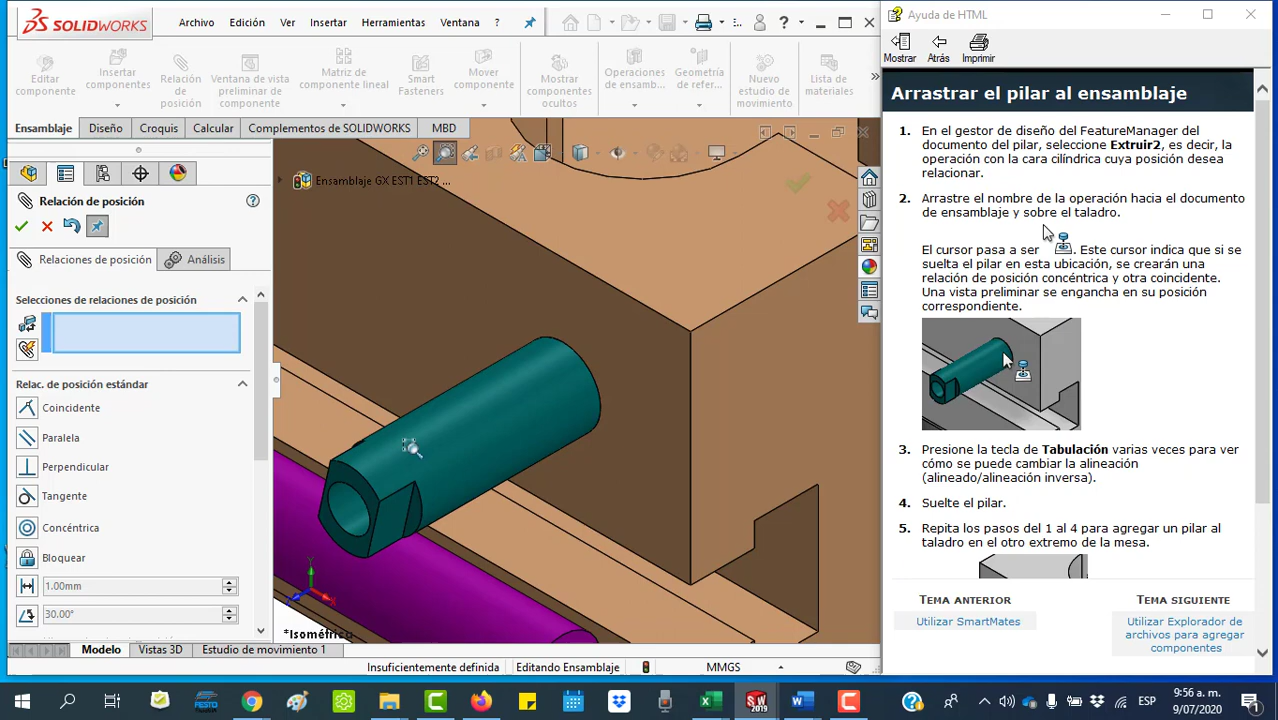 SOLIDWORKS
Archivo Edición Ver Insertar Herramientas Ventana ?
Editar componente
Insertar componentes
Relación de posición
Ventana de vista preliminar de componente
Matriz de componente lineal
Smart Fasteners
Mover componente
Mostrar componentes ocultos
Operaciones de ensamb...
Geometría de refer...
Nuevo estudio de movimiento
Lista de materiales
Ensamblaje Diseño Croquis Calcular Complementos de SOLIDWORKS MBD
Ensamblaje GX EST1 EST2 ...
Relación de posición
Relaciones de posición Análisis
Selecciones de relaciones de posición
Relac. de posición estándar
Coincidente
Paralela
Perpendicular
Tangente
Concéntrica
Bloquear
1.00mm
30.00°
*Isométrica
Modelo Vistas 3D Estudio de movimiento 1
Insuficientemente definida Editando Ensamblaje MMGS
Ayuda de HTML
Mostrar Atrás Imprimir
Arrastrar el pilar al ensamblaje
1. En el gestor de diseño del FeatureManager del
documento del pilar, seleccione Extruir2, es decir, la
operación con la cara cilíndrica cuya posición desea
relacionar.
2. Arrastre el nombre de la operación hacia el documento
de ensamblaje y sobre el taladro.
El cursor pasa a ser . Este cursor indica que si se
suelta el pilar en esta ubicación, se crearán una
relación de posición concéntrica y otra coincidente.
Una vista preliminar se engancha en su posición
correspondiente.
3. Presione la tecla de Tabulación varias veces para ver
cómo se puede cambiar la alineación
(alineado/alineación inversa).
4. Suelte el pilar.
5. Repita los pasos del 1 al 4 para agregar un pilar al
taladro en el otro extremo de la mesa.
TEMA ANTERIOR
Utilizar SmartMates
TEMA SIGUIENTE
Utilizar Explorador de
archivos para agregar
componentes
FESTO
SW
2019
ESP
9:56 a. m.
9/07/2020